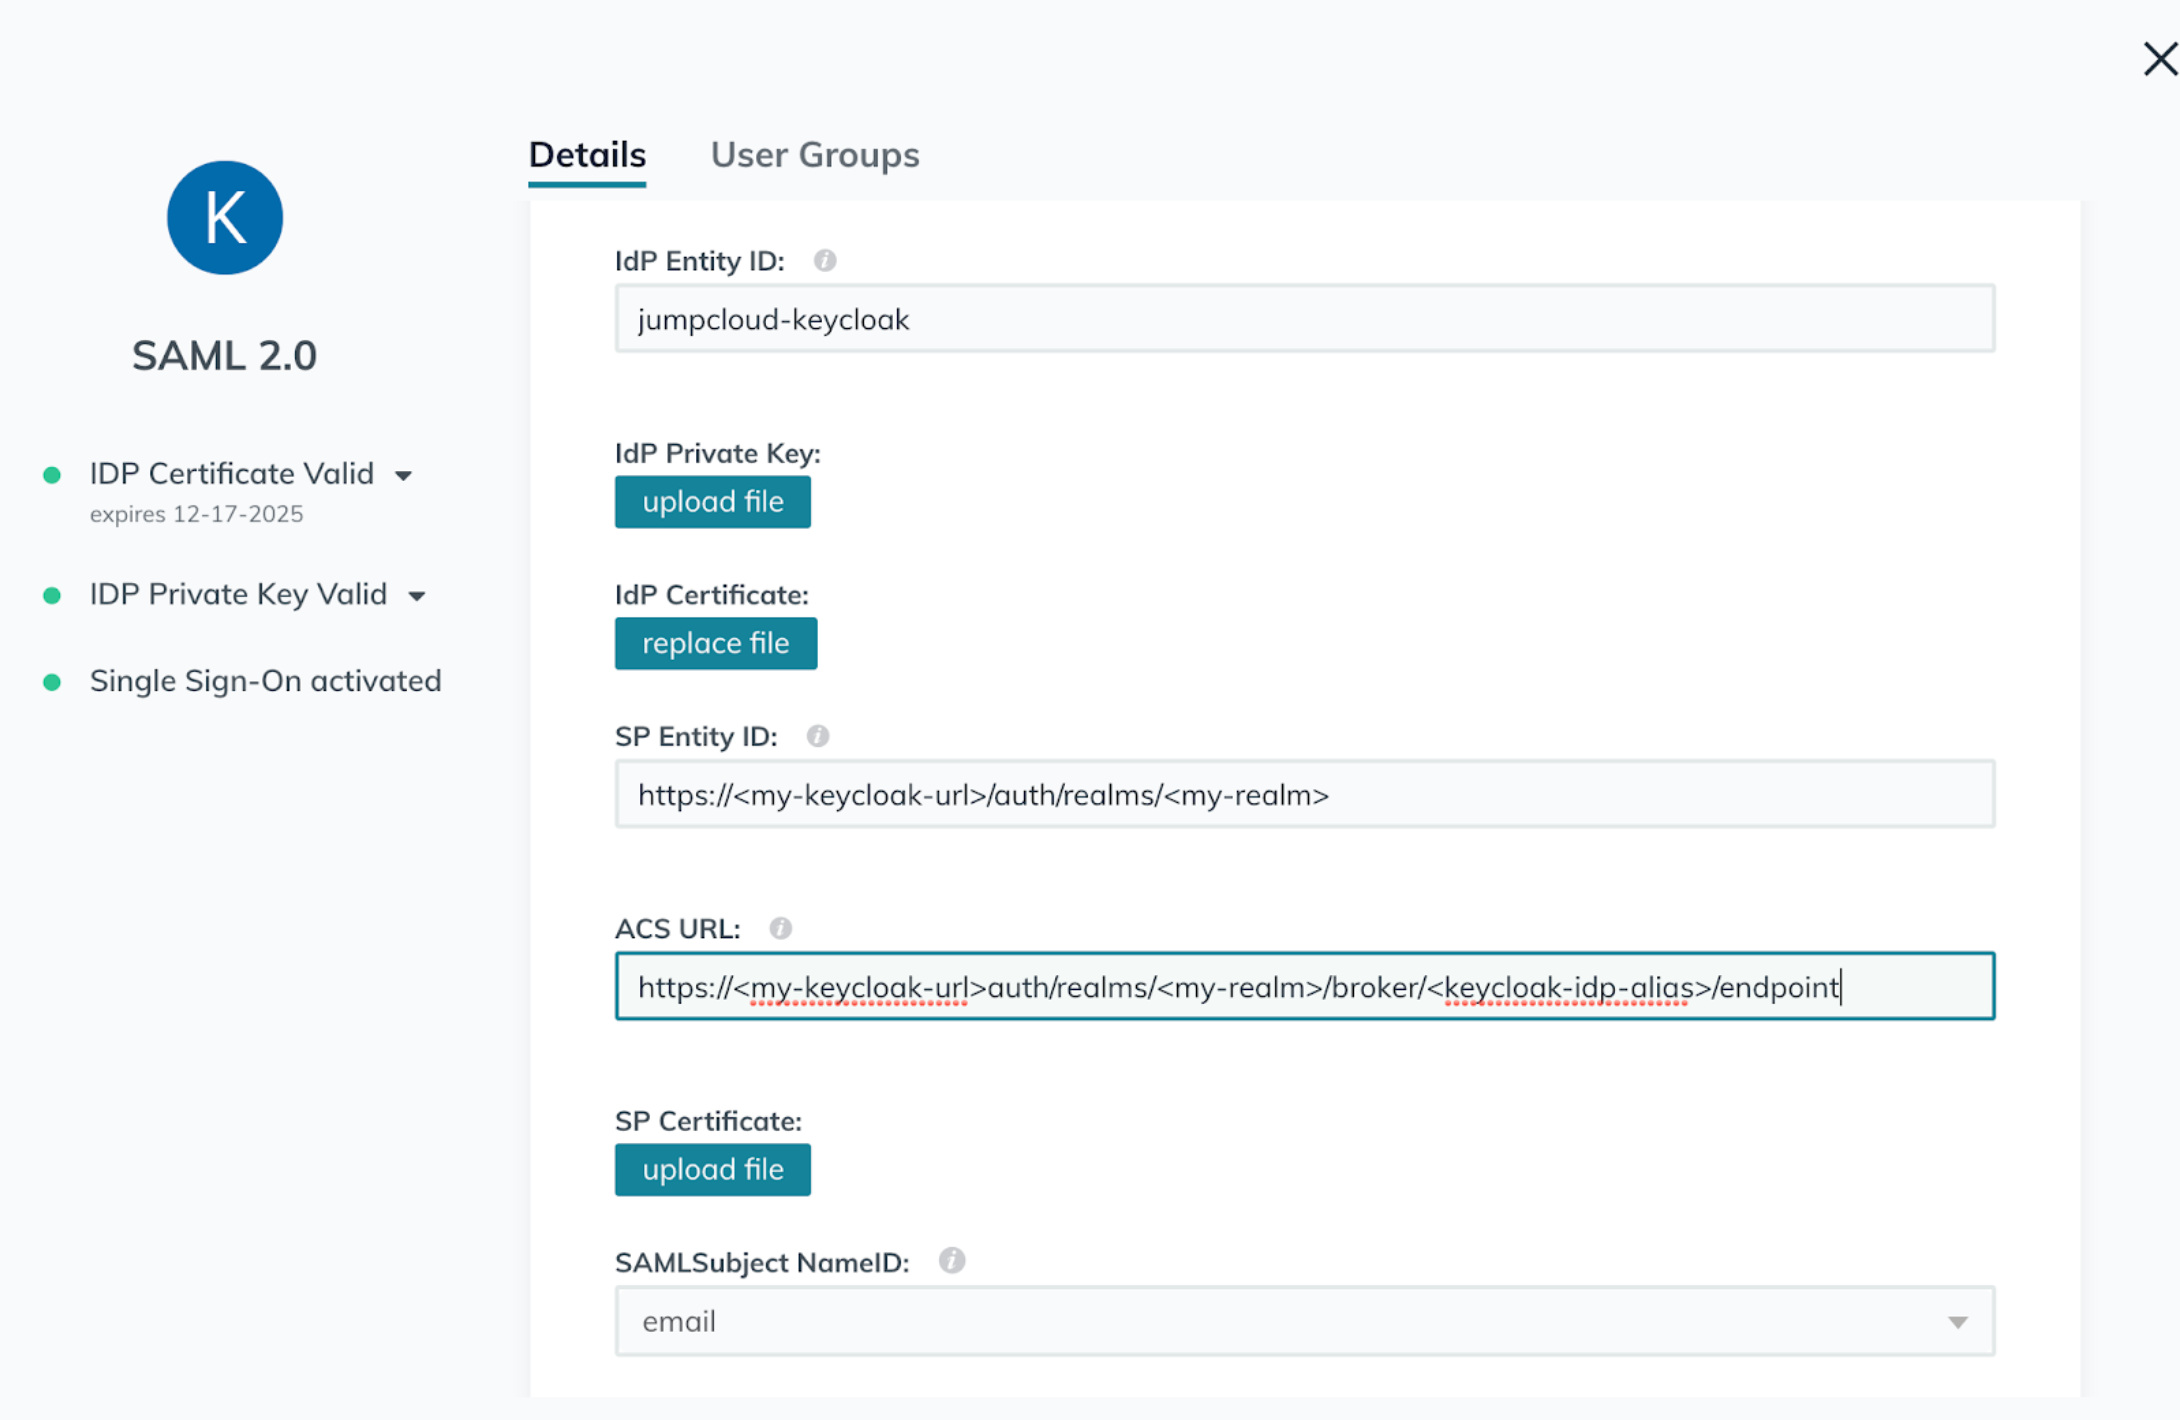 K
SAML 2.0
IDP Certificate Valid
expires 12-17-2025
IDP Private Key Valid
Single Sign-On activated
Details User Groups
IdP Entity ID:
jumpcloud-keycloak
IdP Private Key:
upload file
IdP Certificate:
replace file
SP Entity ID:
https://<my-keycloak-url>/auth/realms/<my-realm>
ACS URL:
https://<my-keycloak-url>auth/realms/<my-realm>/broker/<keycloak-idp-alias>/endpoint
SP Certificate:
upload file
SAMLSubject NameID:
email